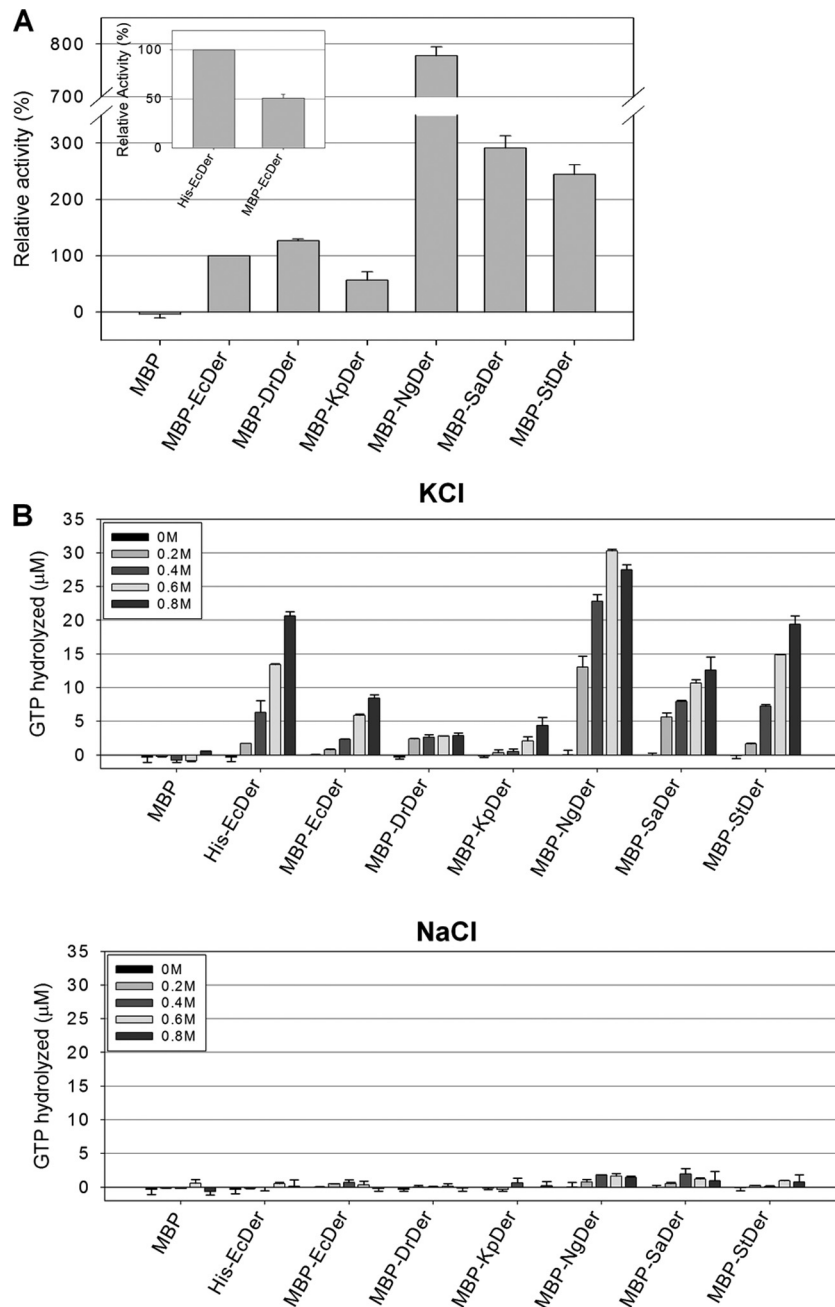 A
Relative activity (%)
800
700
300
200
100
0
Relative Activity (%)
100
50
0
His-EcDer
MBP-EcDer
MBP
MBP-EcDer
MBP-DrDer
MBP-KpDer
MBP-NgDer
MBP-SaDer
MBP-StDer
B
KCl
GTP hydrolyzed (μM)
35
30
25
20
15
10
5
0
0M
0.2M
0.4M
0.6M
0.8M
MBP
His-EcDer
MBP-EcDer
MBP-DrDer
MBP-KpDer
MBP-NgDer
MBP-SaDer
MBP-StDer
NaCl
GTP hydrolyzed (μM)
35
30
25
20
15
10
5
0
0M
0.2M
0.4M
0.6M
0.8M
MBP
His-EcDer
MBP-EcDer
MBP-DrDer
MBP-KpDer
MBP-NgDer
MBP-SaDer
MBP-StDer